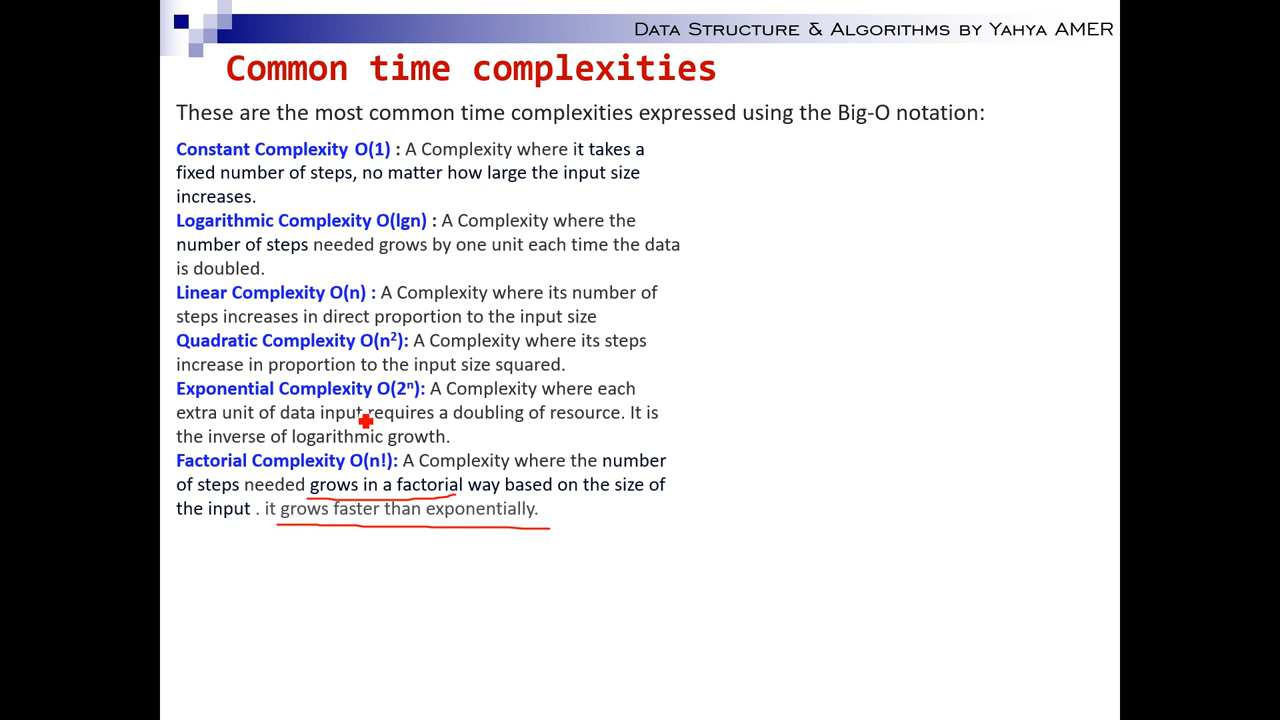 Data Structure & Algorithms by Yahya AMER
Common time complexities
These are the most common time complexities expressed using the Big-O notation:
Constant Complexity O(1) : A Complexity where it takes a
fixed number of steps, no matter how large the input size
increases.
Logarithmic Complexity O(lgn) : A Complexity where the
number of steps needed grows by one unit each time the data
is doubled.
Linear Complexity O(n) : A Complexity where its number of
steps increases in direct proportion to the input size
Quadratic Complexity O(n²): A Complexity where its steps
increase in proportion to the input size squared.
Exponential Complexity O(2ⁿ): A Complexity where each
extra unit of data input requires a doubling of resource. It is
the inverse of logarithmic growth.
Factorial Complexity O(n!): A Complexity where the number
of steps needed grows in a factorial way based on the size of
the input . it grows faster than exponentially.